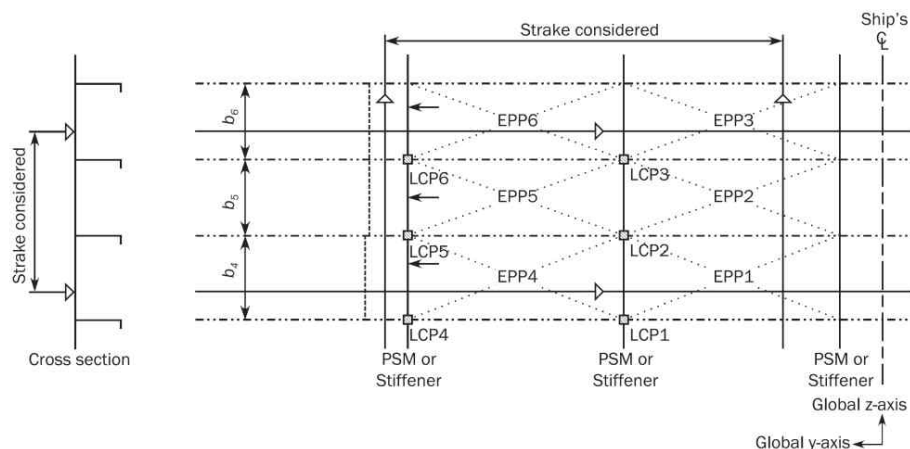 Ship's
℄
Strake considered
b6
EPP6
EPP3
Strake considered
LCP6
LCP3
b5
EPP5
EPP2
LCP5
LCP2
b4
EPP4
EPP1
LCP4
LCP1
Cross section
PSM or
Stiffener
PSM or
Stiffener
PSM or
Stiffener
Global z-axis
Global y-axis